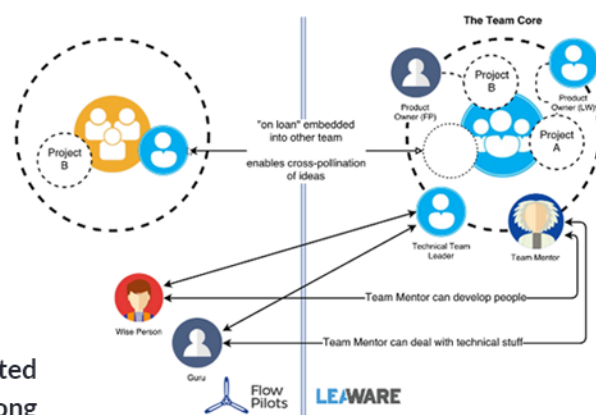 The Team Core
Project
B
Product
Owner (FP)
Product
Owner (LW)
Project
A
"on loan" embedded
into other team
enables cross-pollination
of ideas
Project
B
Technical Team
Leader
Team Mentor
Wise Person
Team Mentor can develop people
Guru
Team Mentor can deal with technical stuff
ted
ong
Flow
Pilots
LEAWARE